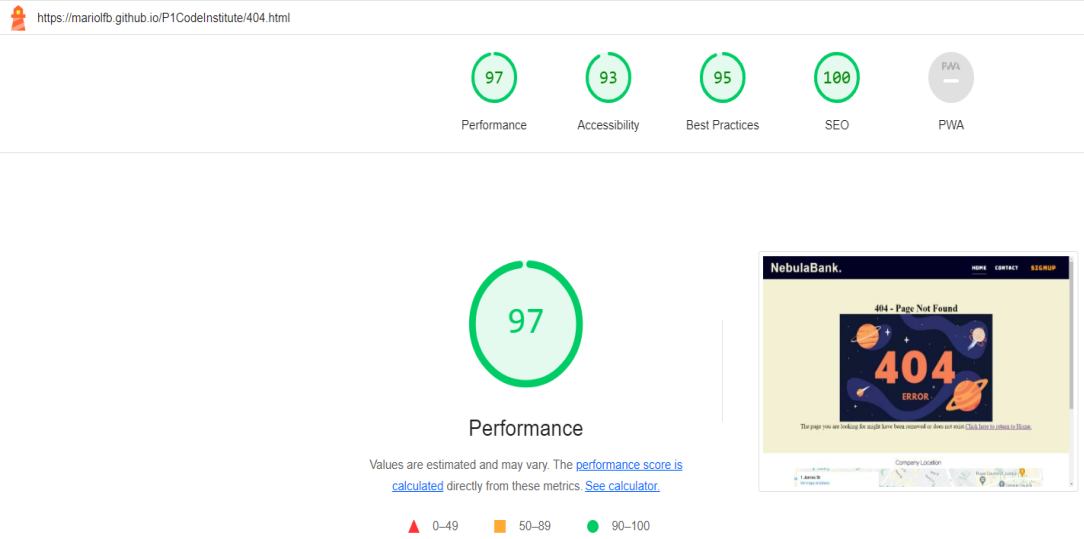 https://mariolfb.github.io/P1CodeInstitute/404.html
97
93
95
100
PWA
Performance
Accessibility
Best Practices
SEO
PWA
97
Performance
Values are estimated and may vary. The performance score is
calculated directly from these metrics. See calculator.
0–49
50–89
90–100
NebulaBank.
HOME CONTACT SIGNUP
404 - Page Not Found
404
ERROR
The page you are looking for might have been removed or does not exist.Click here to return to Home.
Company Location
1 James St